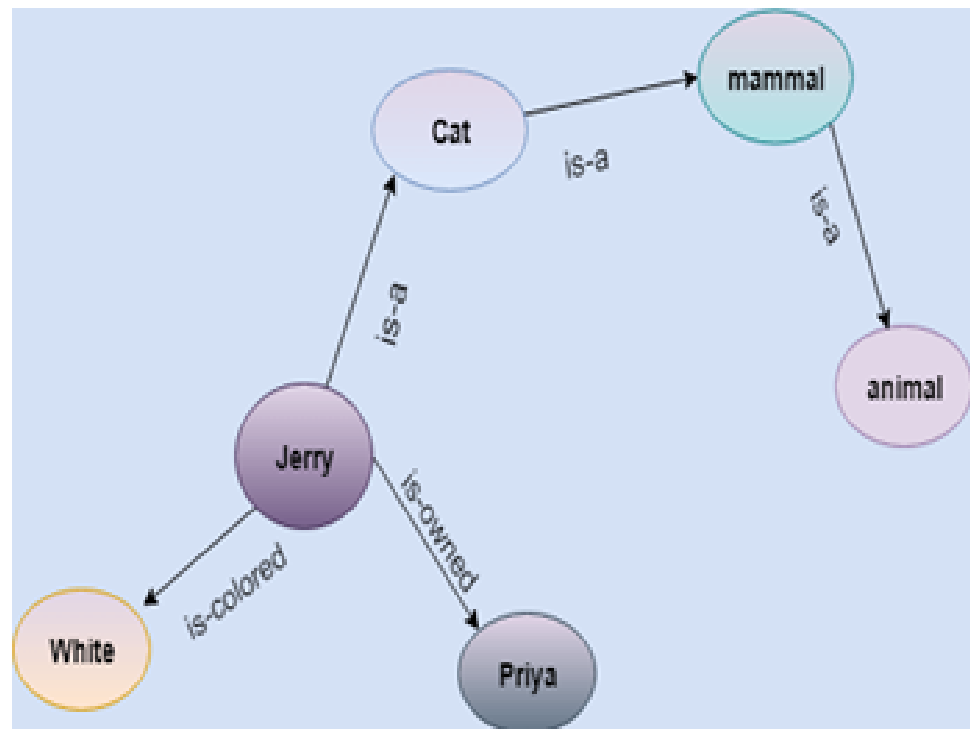 mammal
Cat
is-a
is-a
is-a
animal
Jerry
is-owned
is-colored
White
Priya